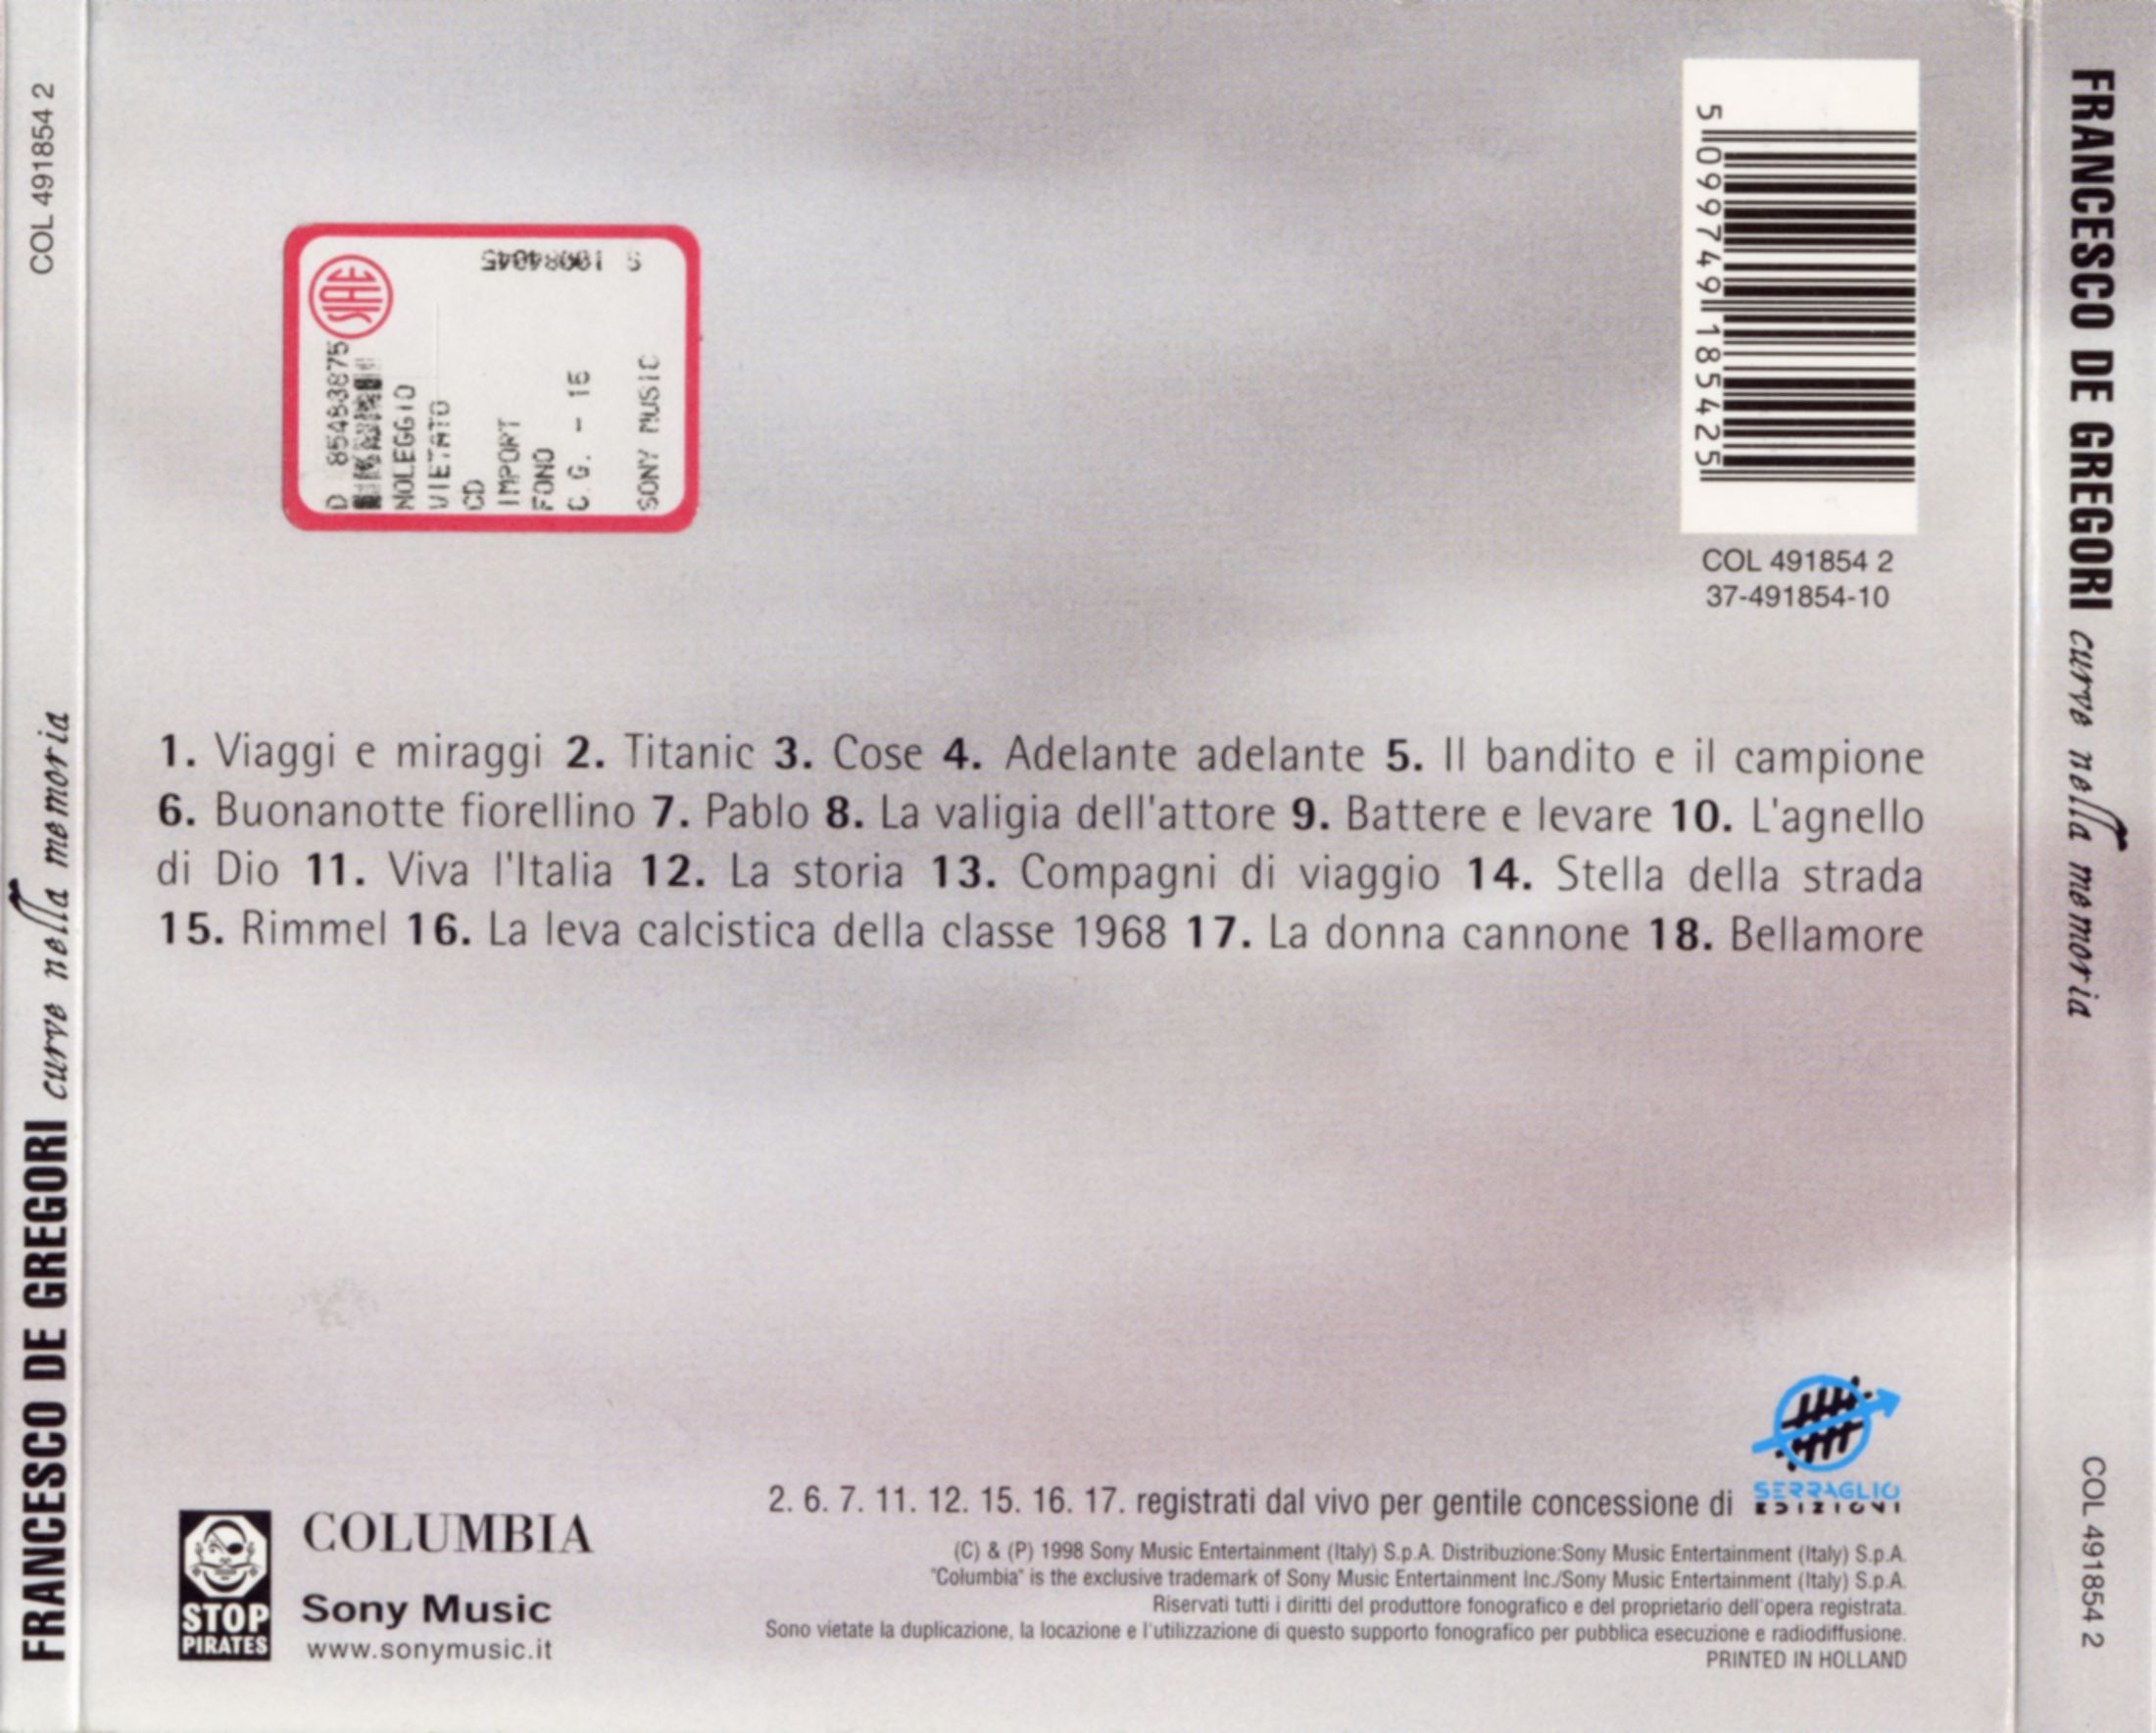 COL 491854 2
FRANCESCO DE GREGORI curve nella memoria
SIAE
S 10084045
D 854838875
NOLEGGIO
VIETATO
CD
IMPORT
FONO
C.G. - 16
SONY MUSIC
5 099749 185425
COL 491854 2
37-491854-10
1. Viaggi e miraggi 2. Titanic 3. Cose 4. Adelante adelante 5. Il bandito e il campione
6. Buonanotte fiorellino 7. Pablo 8. La valigia dell'attore 9. Battere e levare 10. L'agnello
di Dio 11. Viva l'Italia 12. La storia 13. Compagni di viaggio 14. Stella della strada
15. Rimmel 16. La leva calcistica della classe 1968 17. La donna cannone 18. Bellamore
STOP
PIRATES
COLUMBIA
Sony Music
www.sonymusic.it
2. 6. 7. 11. 12. 15. 16. 17. registrati dal vivo per gentile concessione di
SERRAGLIO
EDIZIONI
(C) & (P) 1998 Sony Music Entertainment (Italy) S.p.A. Distribuzione:Sony Music Entertainment (Italy) S.p.A.
"Columbia" is the exclusive trademark of Sony Music Entertainment Inc./Sony Music Entertainment (Italy) S.p.A.
Riservati tutti i diritti del produttore fonografico e del proprietario dell'opera registrata.
Sono vietate la duplicazione, la locazione e l'utilizzazione di questo supporto fonografico per pubblica esecuzione e radiodiffusione.
PRINTED IN HOLLAND
FRANCESCO DE GREGORI curve nella memoria
COL 491854 2